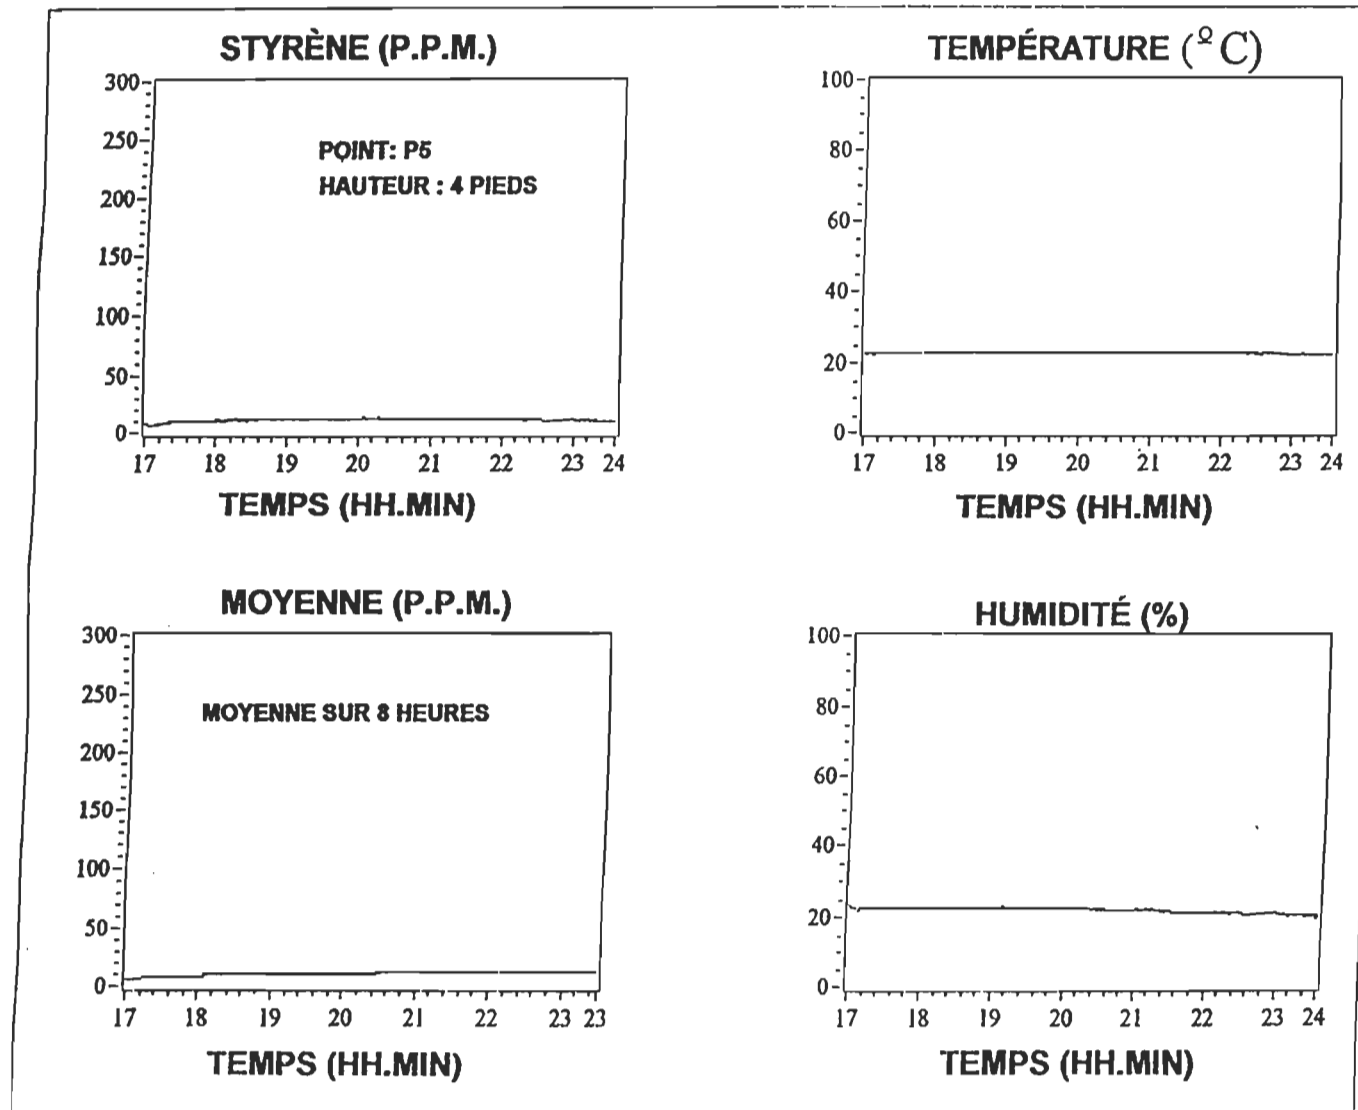 STYRÈNE (P.P.M.)
300
250
200
150
100
50
0
POINT: P5
HAUTEUR : 4 PIEDS
17 18 19 20 21 22 23 24
TEMPS (HH.MIN)
TEMPÉRATURE (ºC)
100
80
60
40
20
0
17 18 19 20 21 22 23 24
TEMPS (HH.MIN)
MOYENNE (P.P.M.)
300
250
200
150
100
50
0
MOYENNE SUR 8 HEURES
17 18 19 20 21 22 23 23
TEMPS (HH.MIN)
HUMIDITÉ (%)
100
80
60
40
20
0
17 18 19 20 21 22 23 24
TEMPS (HH.MIN)